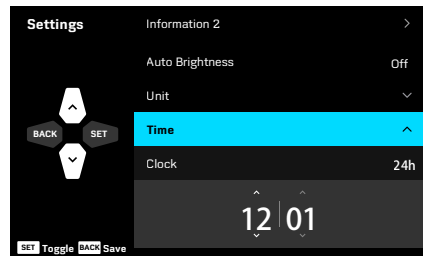 Settings
Information 2
Auto Brightness Off
Unit
BACK SET
Time
Clock 24h
12 01
SET Toggle BACK Save